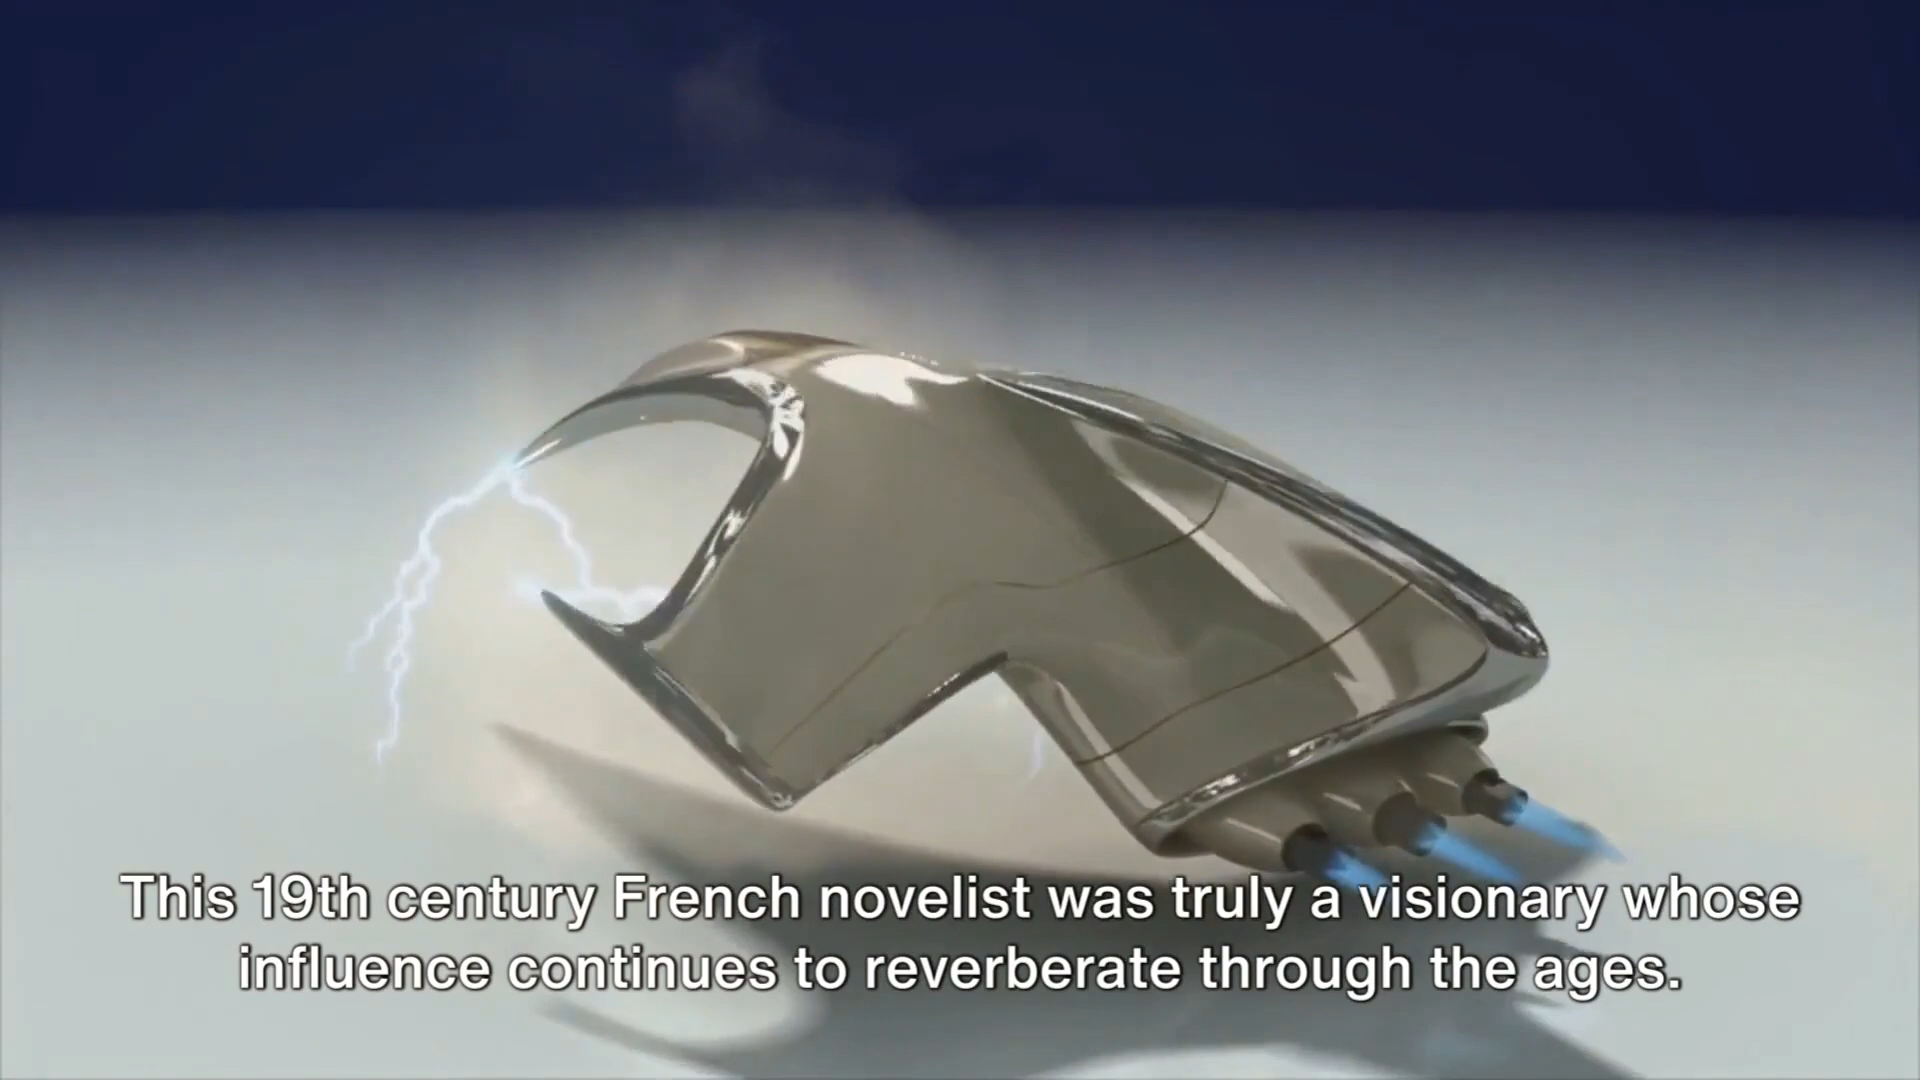 This 19th century French novelist was truly a visionary whose
influence continues to reverberate through the ages.